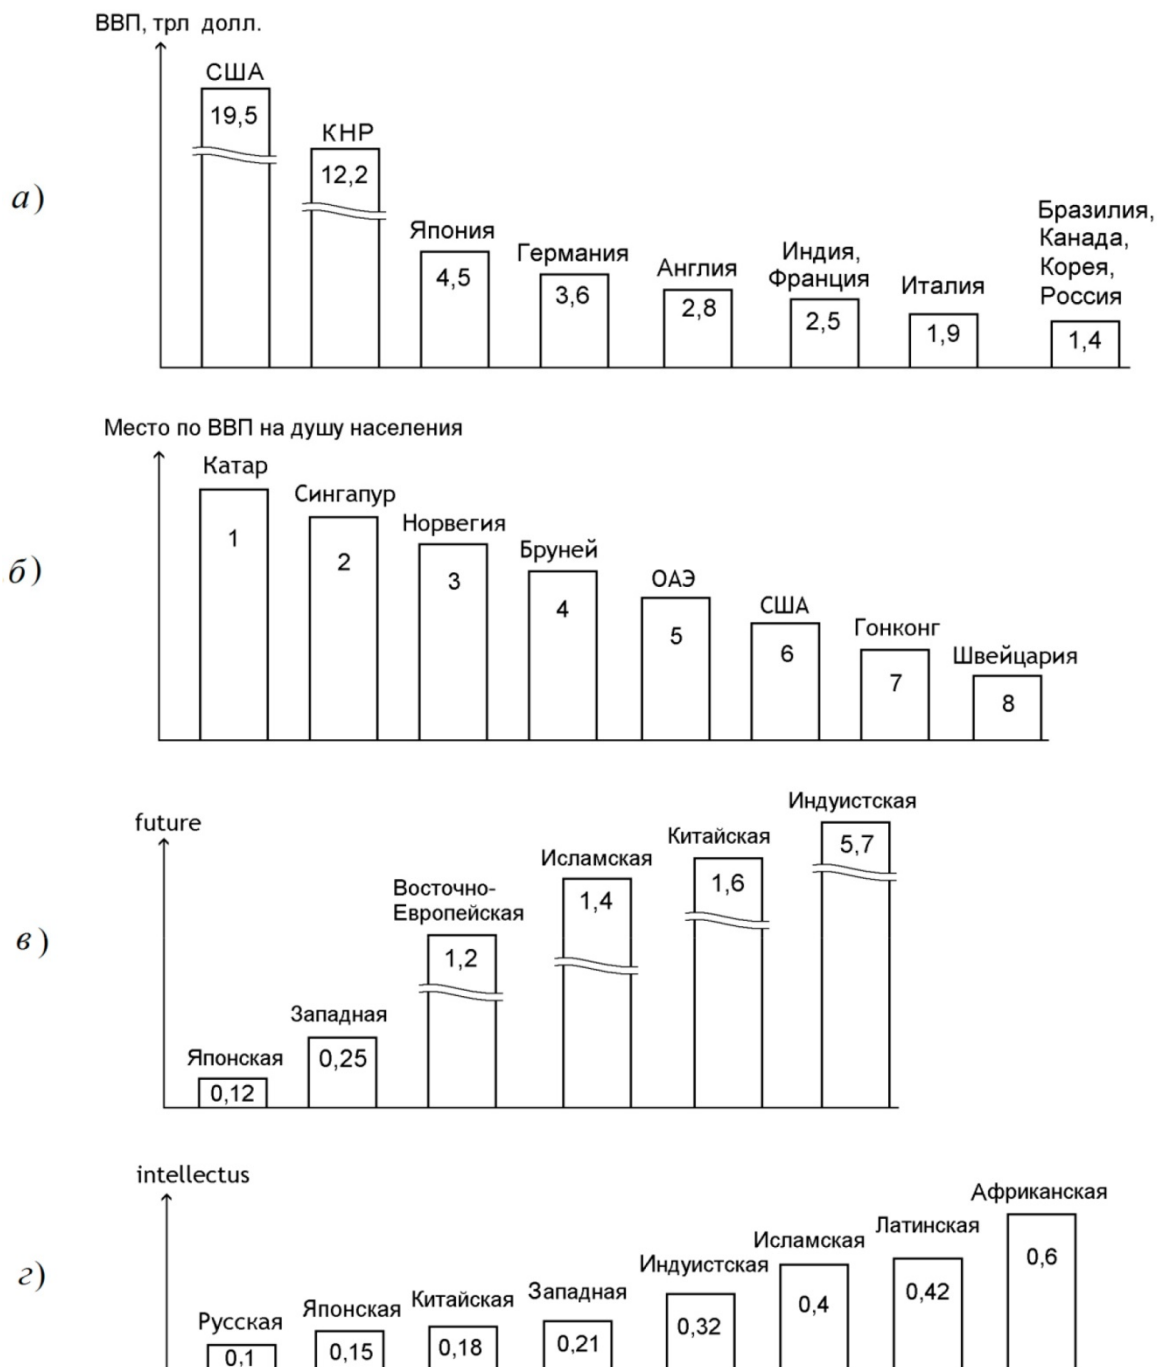 ВВП, трл долл.
США
19,5
КНР
12,2
Япония
4,5
Германия
3,6
Англия
2,8
Индия,
Франция
2,5
Италия
1,9
Бразилия,
Канада,
Корея,
Россия
1,4
а)
Место по ВВП на душу населения
Катар
1
Сингапур
2
Норвегия
3
Бруней
4
ОАЭ
5
США
6
Гонконг
7
Швейцария
8
б)
future
Японская
0,12
Западная
0,25
Восточно-
Европейская
1,2
Исламская
1,4
Китайская
1,6
Индуистская
5,7
в)
intellectus
Русская
0,1
Японская
0,15
Китайская
0,18
Западная
0,21
Индуистская
0,32
Исламская
0,4
Латинская
0,42
Африканская
0,6
г)